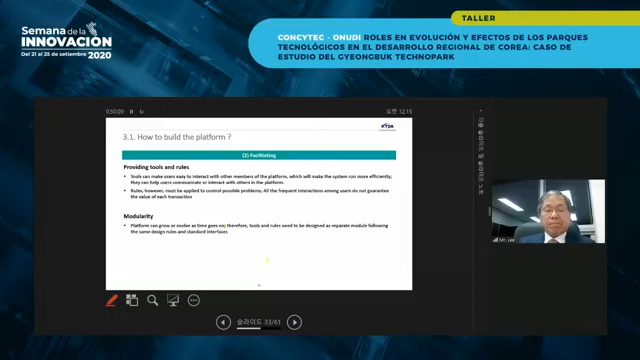 TALLER
Semana de la
INNOVACIÓN
Del 21 al 25 de setiembre 2020
CONCYTEC - ONUDI ROLES EN EVOLUCIÓN Y EFECTOS DE LOS PARQUES
TECNOLÓGICOS EN EL DESARROLLO REGIONAL DE COREA: CASO DE
ESTUDIO DEL GYEONGBUK TECHNOPARK
0:50:09
오전 12:15
3.1. How to build the platform ?
(2) Facilitating
Providing tools and rules
• Tools can make users easy to interact with other members of the platform, which will make the system run more efficiently;
they can help users communicate or interact with others in the platform.
• Rules, however, must be applied to control possible problems; All the frequent interactions among users do not guarantee
the value of each transaction
Modularity
• Platform can grow or evolve as time goes on; therefore, tools and rules need to be designed as separate module following
the same design rules and standard interfaces
Mr. Lee
슬라이드 33/61